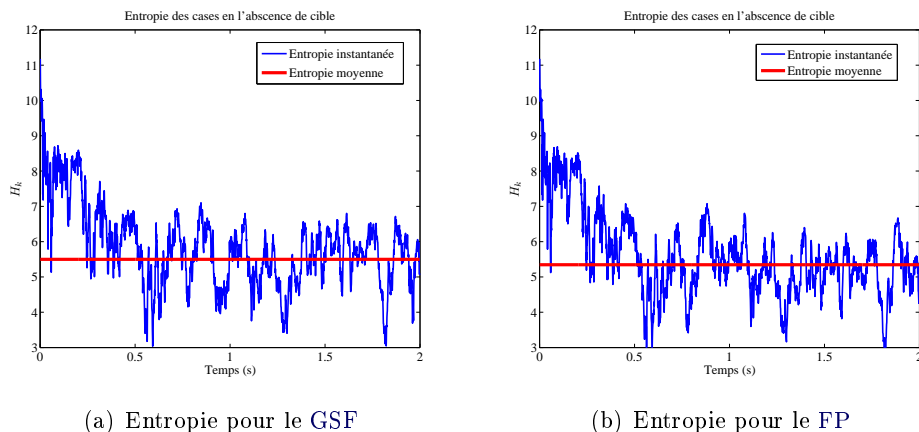 Entropie des cases en l'abscence de cible
Entropie instantanée
Entropie moyenne
12
11
10
9
8
7
6
5
4
3
H_k
0
0.5
1
1.5
2
Temps (s)
(a) Entropie pour le GSF
Entropie des cases en l'abscence de cible
Entropie instantanée
Entropie moyenne
12
11
10
9
8
7
6
5
4
3
H_k
0
0.5
1
1.5
2
Temps (s)
(b) Entropie pour le FP